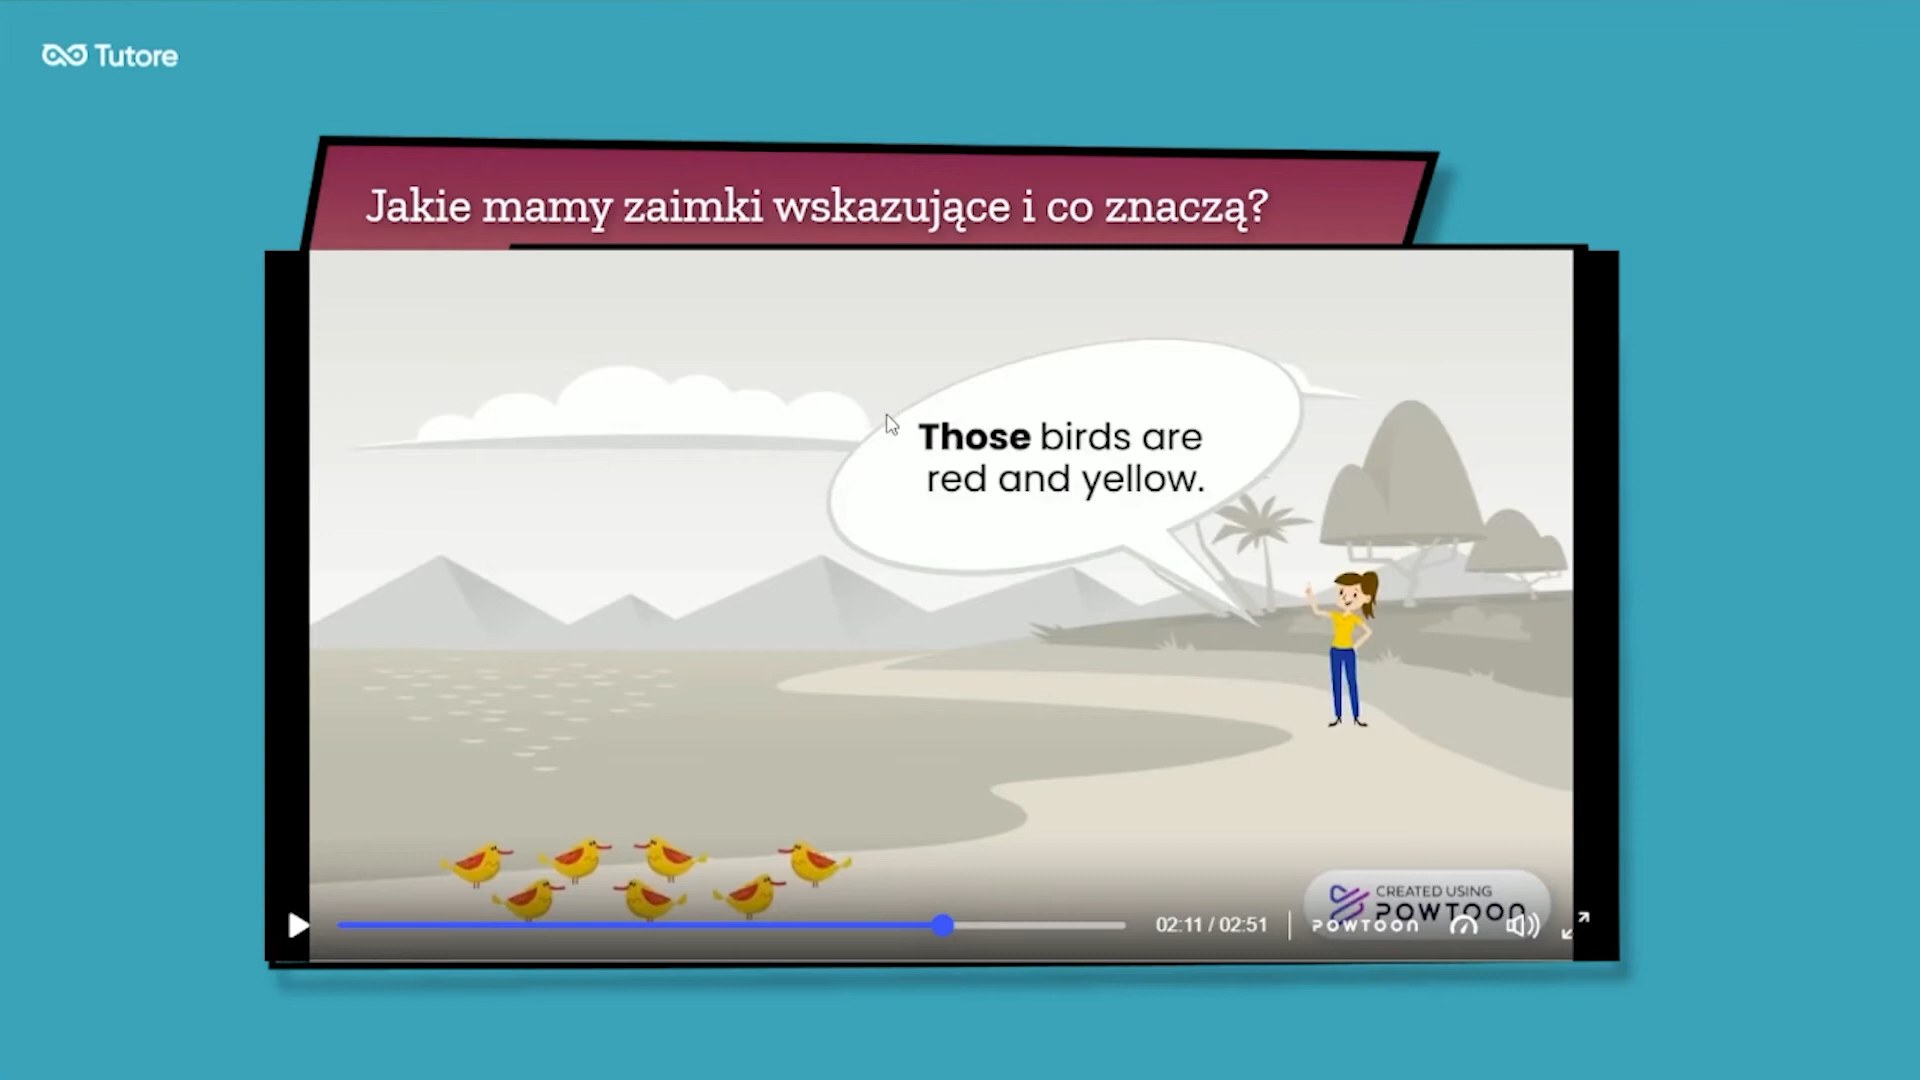 Tutore
Jakie mamy zaimki wskazujące i co znaczą?
Those birds are
red and yellow.
CREATED USING
POWTOON
02:11 / 02:51
POWTOON